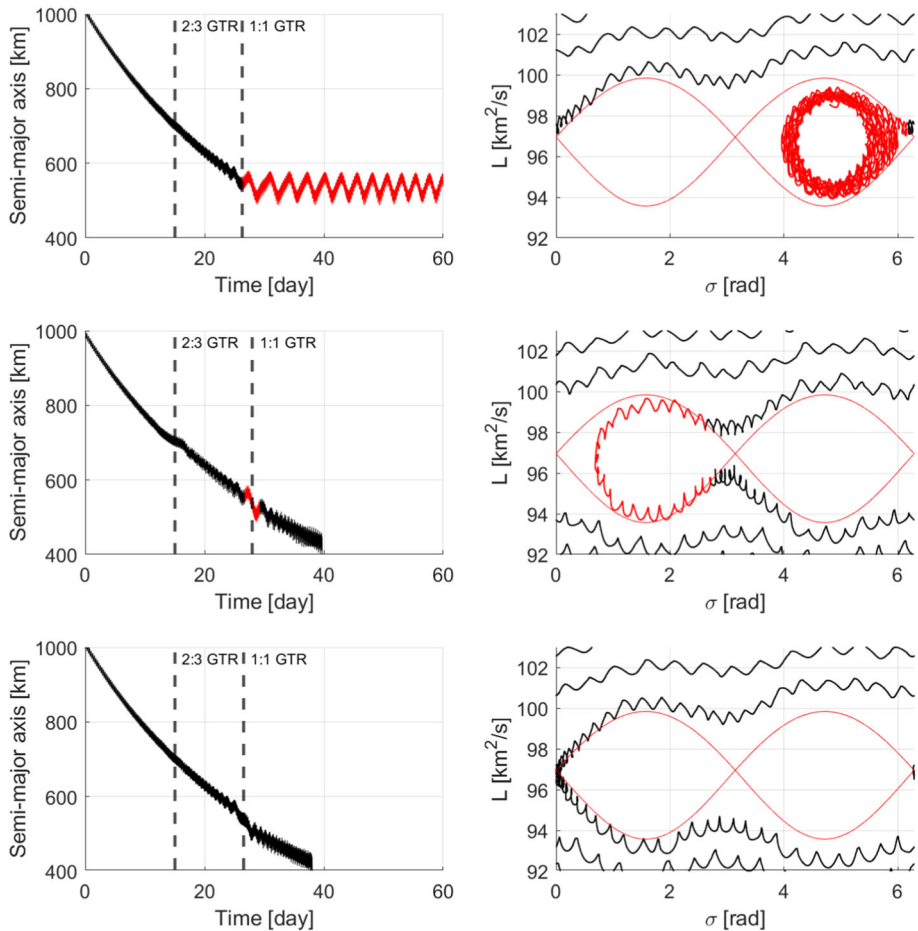 1000
800
600
400
Semi-major axis [km]
2:3 GTR
1:1 GTR
0 20 40 60
Time [day]
102
100
98
96
94
92
L [km²/s]
0 2 4 6
σ [rad]
1000
800
600
400
Semi-major axis [km]
2:3 GTR
1:1 GTR
0 20 40 60
Time [day]
102
100
98
96
94
92
L [km²/s]
0 2 4 6
σ [rad]
1000
800
600
400
Semi-major axis [km]
2:3 GTR
1:1 GTR
0 20 40 60
Time [day]
102
100
98
96
94
92
L [km²/s]
0 2 4 6
σ [rad]